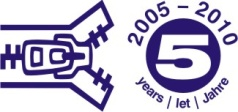 2005 – 2010
5
years | let | Jahre